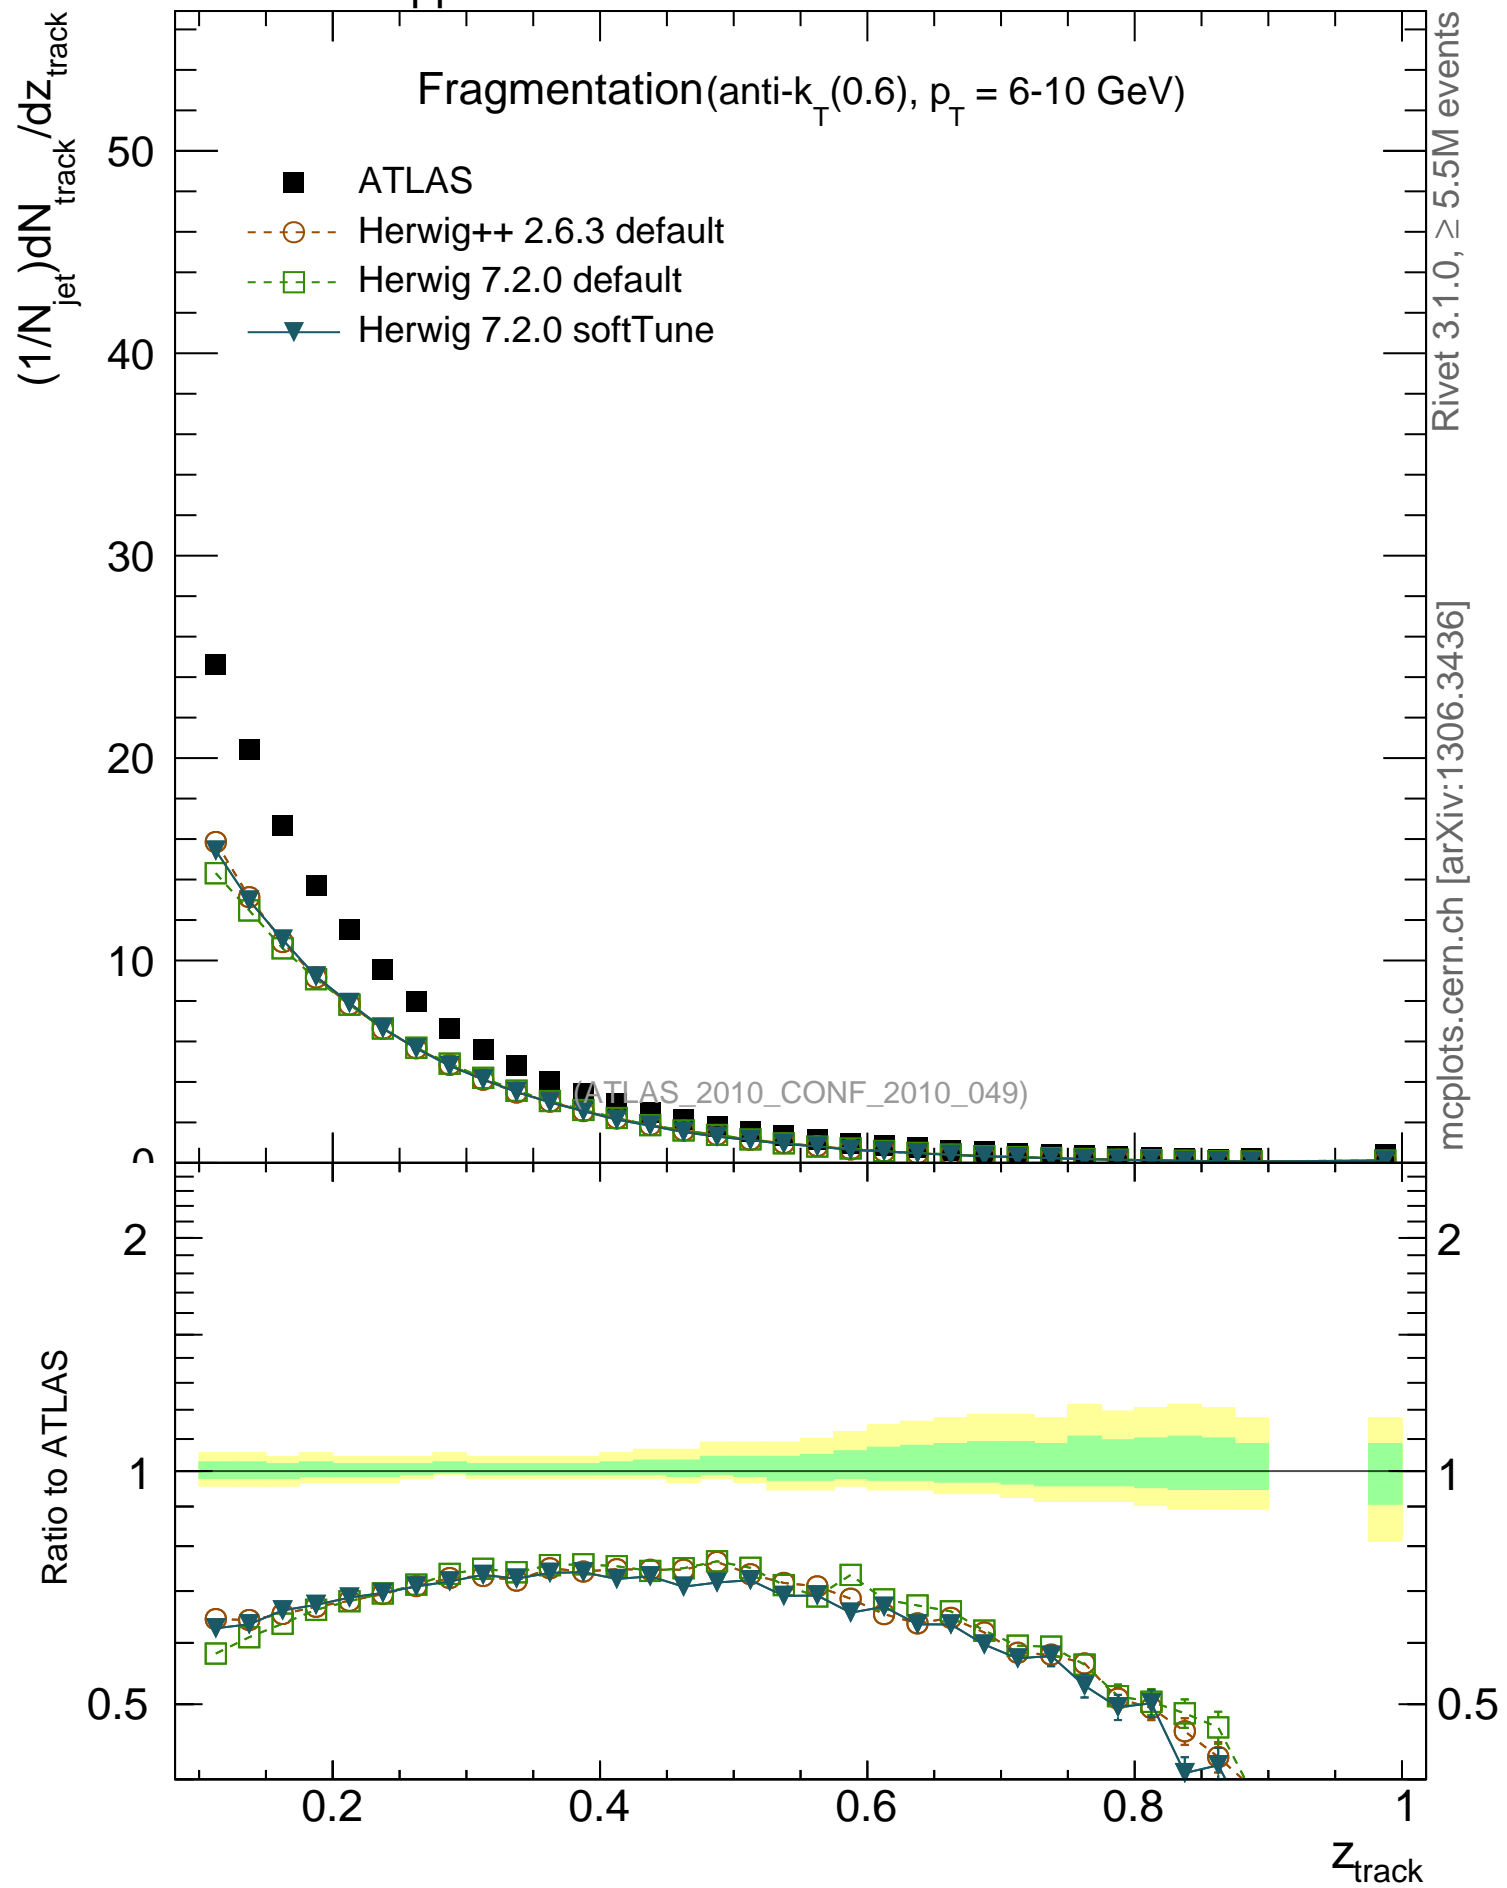 pp
(1/N_jet)dN_track/dz_track
Fragmentation (anti-k_T(0.6), p_T = 6-10 GeV)
ATLAS
Herwig++ 2.6.3 default
Herwig 7.2.0 default
Herwig 7.2.0 softTune
50
40
30
20
10
0
(ATLAS_2010_CONF_2010_049)
Rivet 3.1.0, ≥ 5.5M events
mcplots.cern.ch [arXiv:1306.3436]
Ratio to ATLAS
2
1
0.5
2
1
0.5
0.2
0.4
0.6
0.8
1
z_track